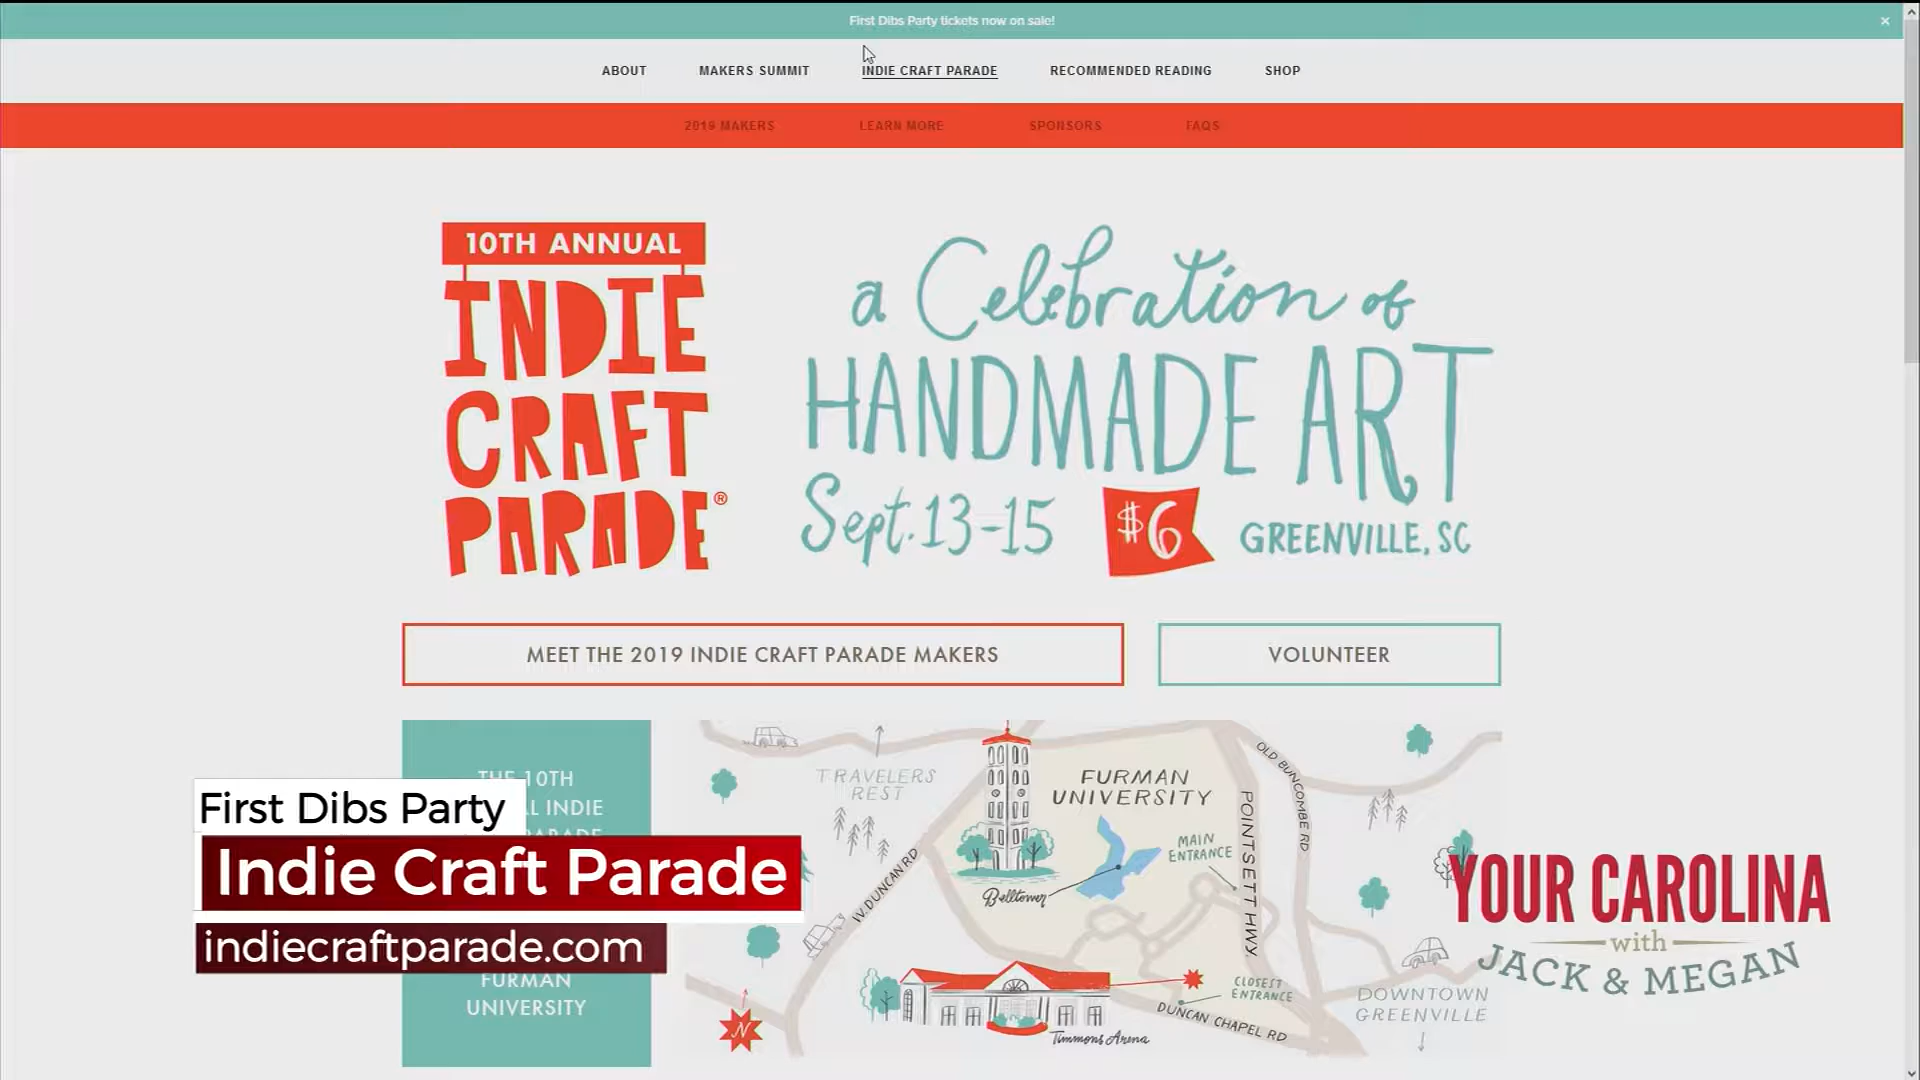 First Dibs Party tickets now on sale!
×
ABOUT
MAKERS SUMMIT
INDIE CRAFT PARADE
RECOMMENDED READING
SHOP
2019 MAKERS
LEARN MORE
SPONSORS
FAQS
10TH ANNUAL
INDIE
CRAFT
PARADE®
a Celebration of
HANDMADE ART
Sept. 13-15
$6
GREENVILLE, SC
MEET THE 2019 INDIE CRAFT PARADE MAKERS
VOLUNTEER
THE 10TH
INDIE
FURMAN
UNIVERSITY
First Dibs Party
Indie Craft Parade
indiecraftparade.com
TRAVELERS
REST
FURMAN
UNIVERSITY
OLD BUNCOMBE RD
POINTSETT HWY
MAIN
ENTRANCE
W. DUNCAN RD
Belltower
CLOSEST
ENTRANCE
DUNCAN CHAPEL RD
Timmons Arena
N
DOWNTOWN
GREENVILLE
YOUR CAROLINA
with
JACK & MEGAN